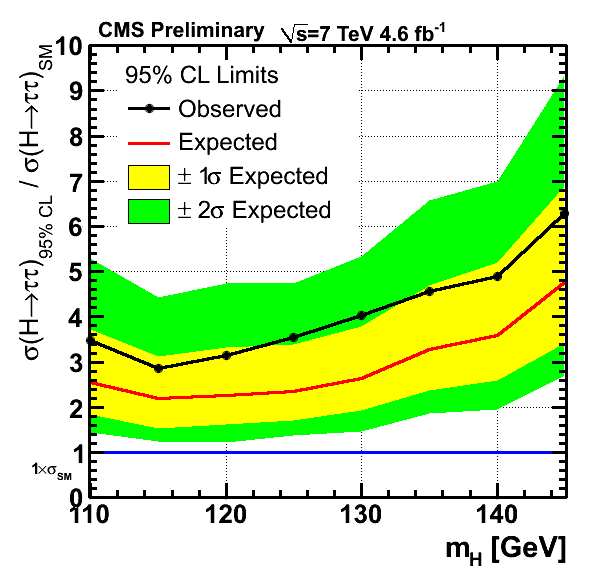 CMS Preliminary √s=7 TeV 4.6 fb⁻¹
σ(H→ττ)95% CL / σ(H→ττ)SM
10
9
8
7
6
5
4
3
2
1
0
1×σSM
95% CL Limits
Observed
Expected
± 1σ Expected
± 2σ Expected
110 120 130 140
mH [GeV]